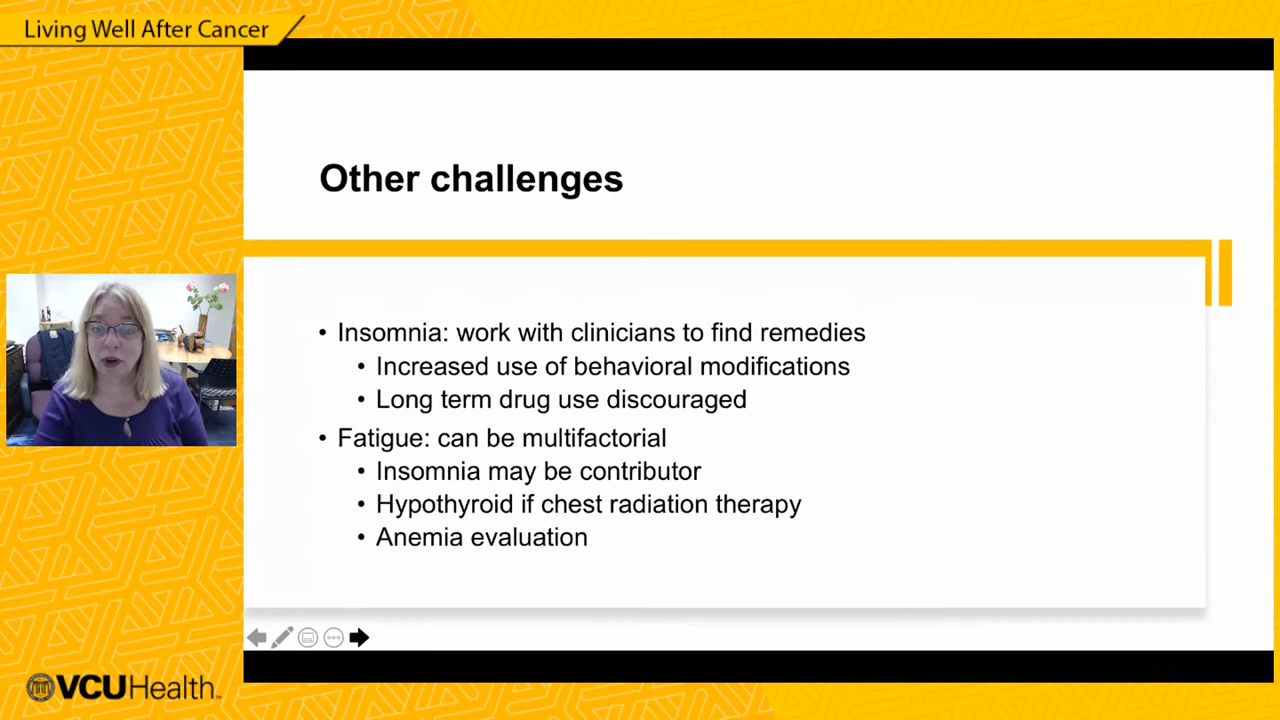 Living Well After Cancer
Other challenges
• Insomnia: work with clinicians to find remedies
• Increased use of behavioral modifications
• Long term drug use discouraged
• Fatigue: can be multifactorial
• Insomnia may be contributor
• Hypothyroid if chest radiation therapy
• Anemia evaluation
VCUHealth